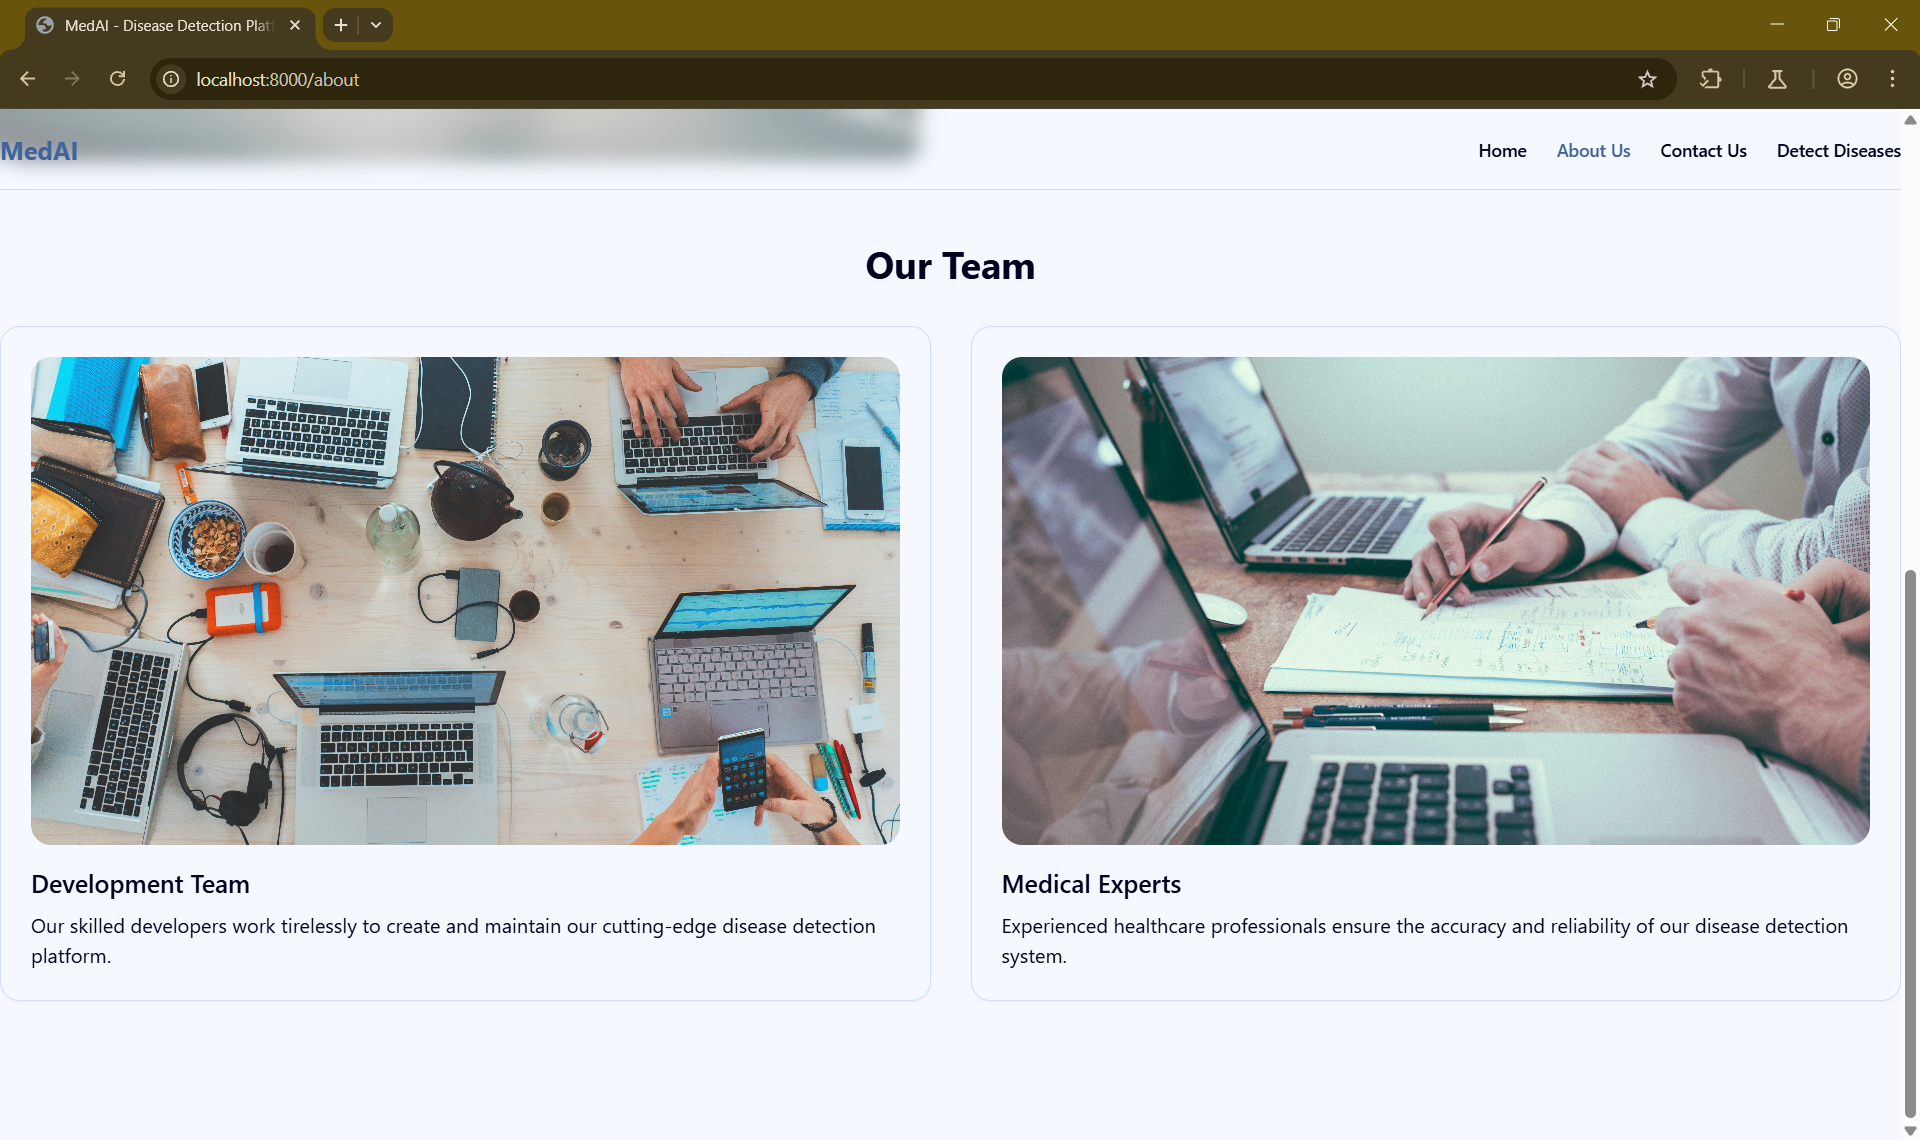 MedAI - Disease Detection Plat
localhost:8000/about
MedAI
Home
About Us
Contact Us
Detect Diseases
Our Team
Development Team
Our skilled developers work tirelessly to create and maintain our cutting-edge disease detection
platform.
Medical Experts
Experienced healthcare professionals ensure the accuracy and reliability of our disease detection
system.